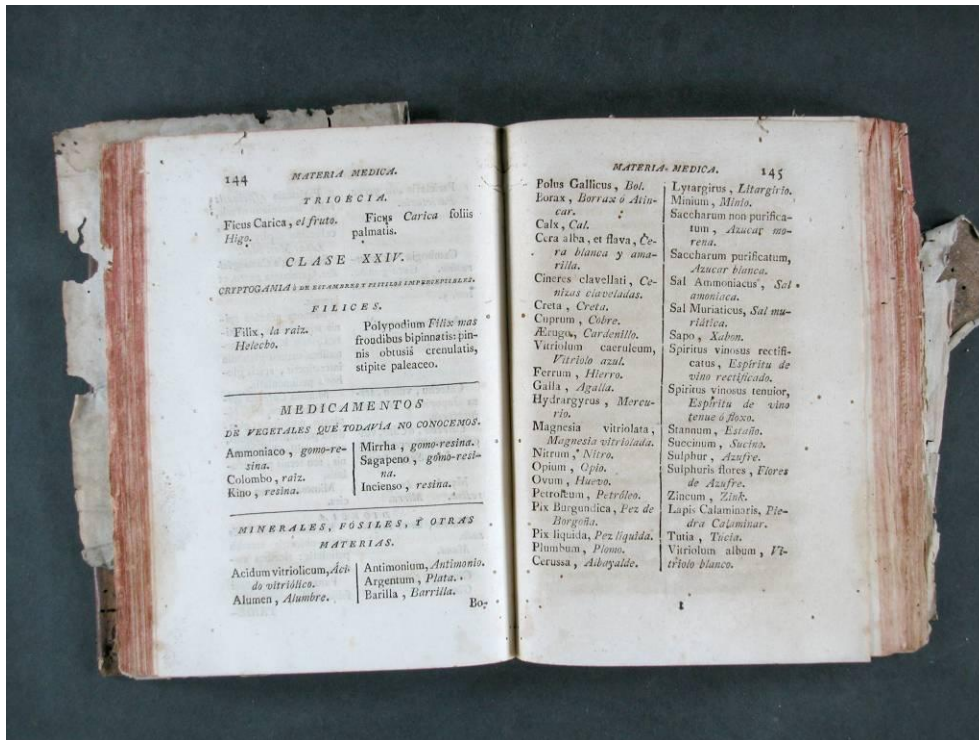 144 MATERIA MEDICA.
TRIOECIA.
Ficus Carica, el fruto.
Higo.
Ficus Carica foliis
palmatis.
CLASE XXIV.
CRYPTOGAMIA ò DE ESTAMBRES Y PISTILOS IMPERCEPTIBLES.
FILICES.
Filix, la raiz.
Helecho.
Polypodium Filix mas
frondibus bipinnatis: pin-
nis obtusis crenulatis,
stipite paleaceo.
MEDICAMENTOS
DE VEGETALES QUE TODAVÍA NO CONOCEMOS.
Ammoniaco, gomo-re-
sina.
Colombo, raiz.
Kino, resina.
Mirrha, gomo-resina.
Sagapeno, gomo-resi-
na.
Incienso, resina.
MINERALES, FÓSILES, Y OTRAS
MATERIAS.
Acidum vitriolicum, Áci-
do vitriólico.
Alumen, Alumbre.
Antimonium, Antimonio.
Argentum, Plata.
Barilla, Barrilla.
Bo-
MATERIA MEDICA. 145
Bolus Gallicus, Bol.
Borax, Borrax ó Atin-
car.
Calx, Cal.
Cera alba, et flava, Ce-
ra blanca y ama-
rilla.
Cineres clavellati, Ce-
nizas claveladas.
Creta, Creta.
Cuprum, Cobre.
Ærugo, Cardenillo.
Vitriolum caeruleum,
Vitriolo azul.
Ferrum, Hierro.
Galla, Agalla.
Hydrargyrus, Mercu-
rio.
Magnesia vitriolata,
Magnesia vitriolada.
Nitrum, Nitro.
Opium, Opio.
Ovum, Huevo.
Petroleum, Petróleo.
Pix Burgundica, Pez de
Borgoña.
Pix liquida, Pez líquida.
Plumbum, Plomo.
Cerussa, Albayalde.
Lytargirus, Litargirio.
Minium, Minio.
Saccharum non purifica-
tum, Azucar mo-
rena.
Saccharum purificatum,
Azucar blanca.
Sal Ammoniacus, Sal
amoniaca.
Sal Muriaticus, Sal mu-
riática.
Sapo, Xabon.
Spiritus vinosus rectifi-
catus, Espíritu de
vino rectificado.
Spiritus vinosus tenuior,
Espíritu de vino
tenue ó floxo.
Stannum, Estaño.
Succinum, Sucino.
Sulphur, Azufre.
Sulphuris flores, Flores
de Azufre.
Zincum, Zink.
Lapis Calaminaris, Pie-
dra Calaminar.
Tutia, Tucia.
Vitriolum album, Vi-
triolo blanco.